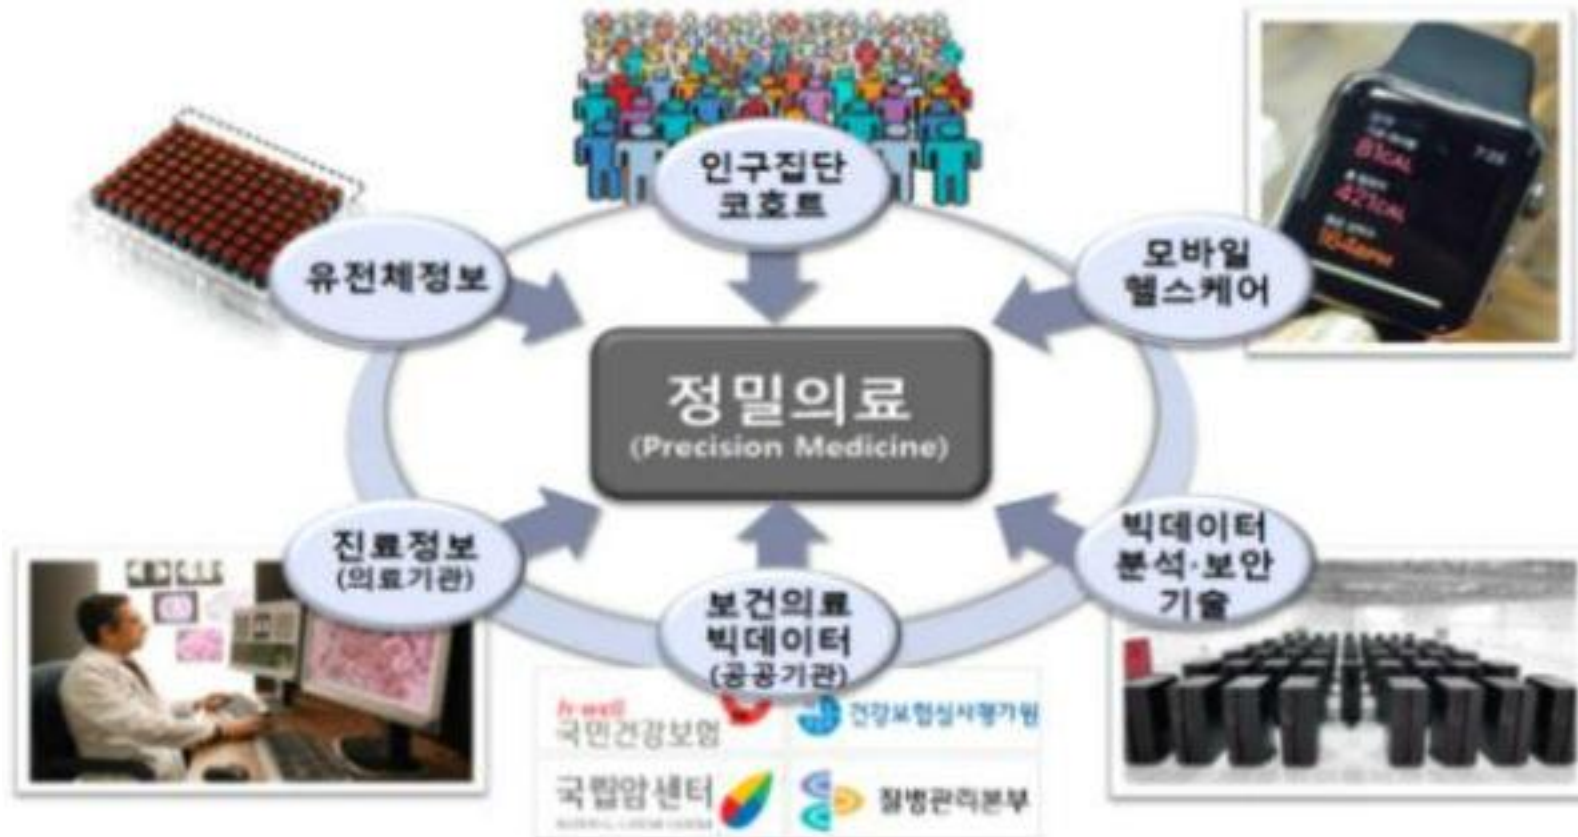 인구집단
코호트
유전체정보
모바일
헬스케어
81CAL
421CAL
정밀의료
(Precision Medicine)
진료정보
(의료기관)
보건의료
빅데이터
(공공기관)
빅데이터
분석·보안
기술
h-well
국민건강보험
건강보험심사평가원
국립암센터
질병관리본부